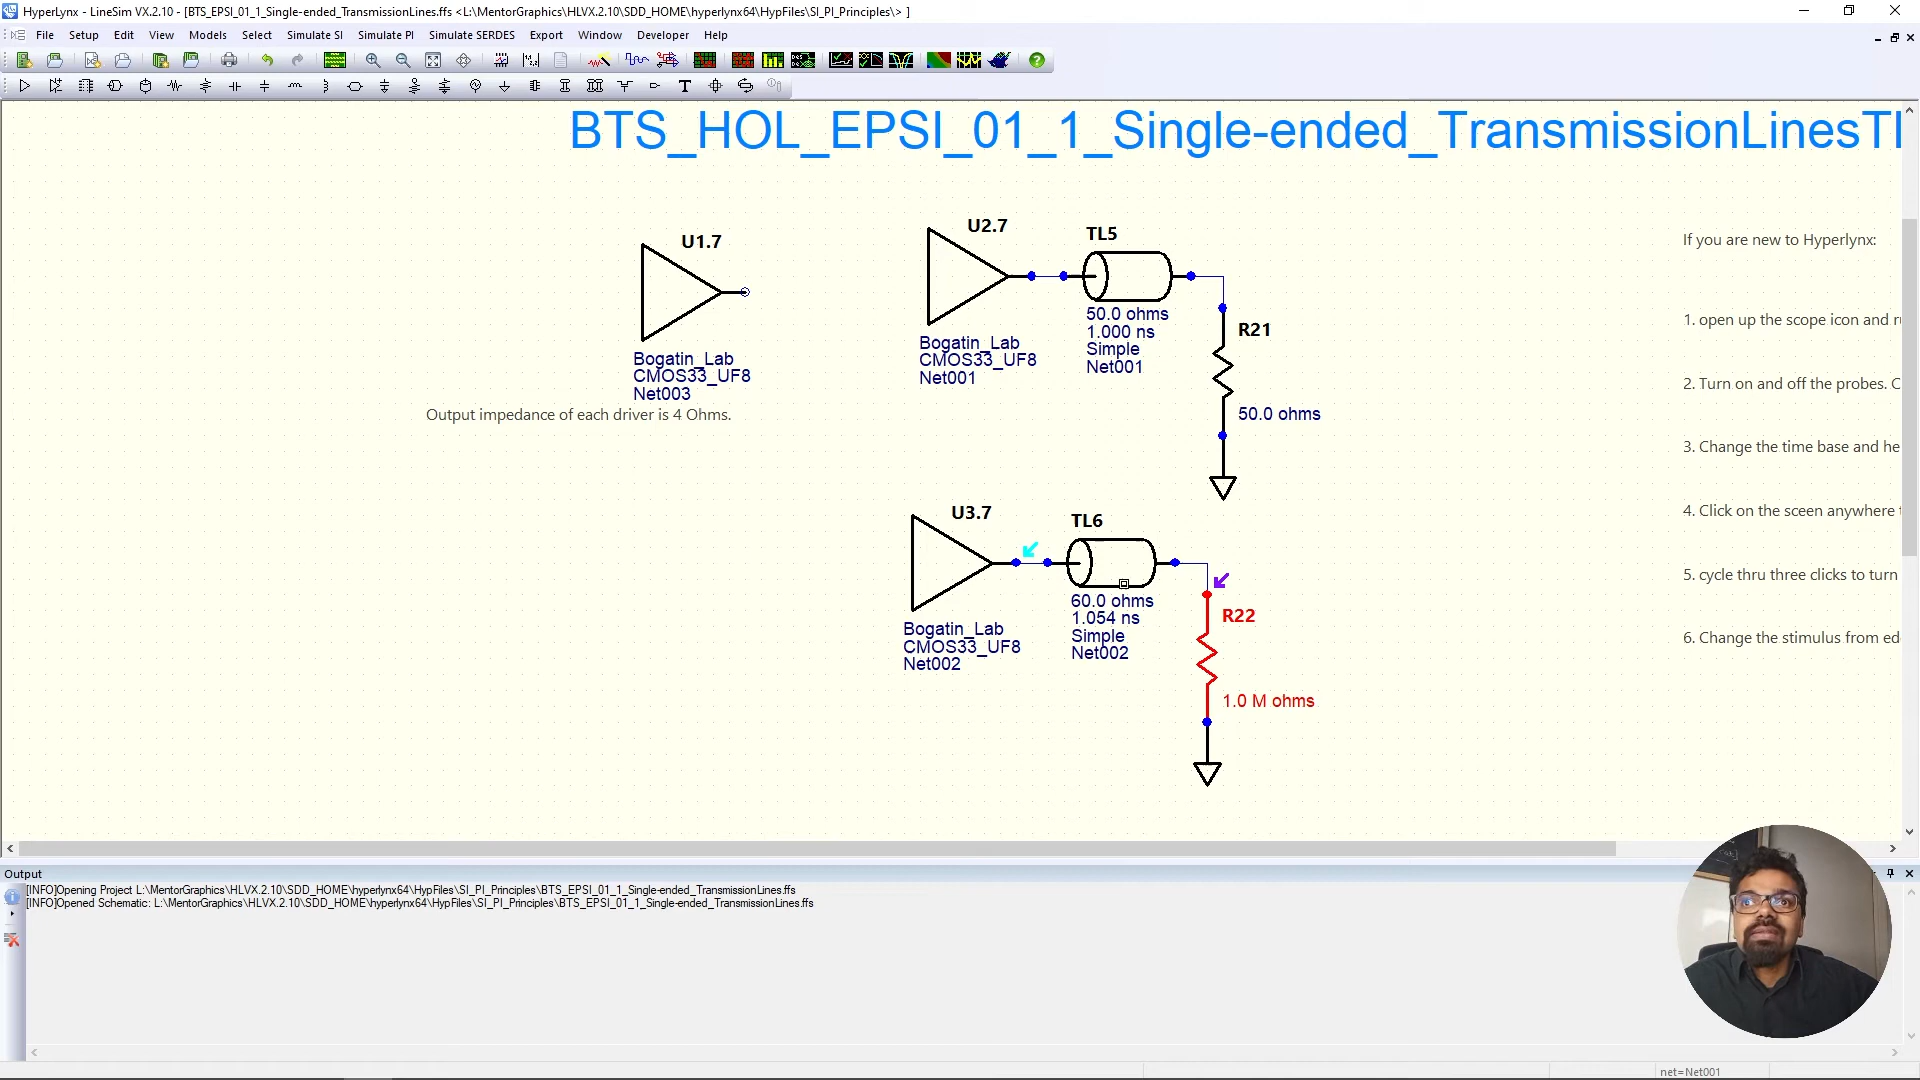 HyperLynx - LineSim VX.2.10 - [BTS_EPSI_01_1_Single-ended_TransmissionLines.ffs <L:\MentorGraphics\HLVX.2.10\SDD_HOME\hyperlynx64\HypFiles\SI_PI_Principles\> ]
File Setup Edit View Models Select Simulate SI Simulate PI Simulate SERDES Export Window Developer Help
BTS_HOL_EPSI_01_1_Single-ended_TransmissionLinesTl
U1.7
Bogatin_Lab
CMOS33_UF8
Net003
Output impedance of each driver is 4 Ohms.
U2.7
Bogatin_Lab
CMOS33_UF8
Net001
TL5
50.0 ohms
1.000 ns
Simple
Net001
R21
50.0 ohms
U3.7
Bogatin_Lab
CMOS33_UF8
Net002
TL6
60.0 ohms
1.054 ns
Simple
Net002
R22
1.0 M ohms
If you are new to Hyperlynx:
1. open up the scope icon and r
2. Turn on and off the probes. C
3. Change the time base and he
4. Click on the sceen anywhere
5. cycle thru three clicks to turn
6. Change the stimulus from ed
Output
[INFO]Opening Project L:\MentorGraphics\HLVX.2.10\SDD_HOME\hyperlynx64\HypFiles\SI_PI_Principles\BTS_EPSI_01_1_Single-ended_TransmissionLines.ffs
[INFO]Opened Schematic: L:\MentorGraphics\HLVX.2.10\SDD_HOME\hyperlynx64\HypFiles\SI_PI_Principles\BTS_EPSI_01_1_Single-ended_TransmissionLines.ffs
net=Net001